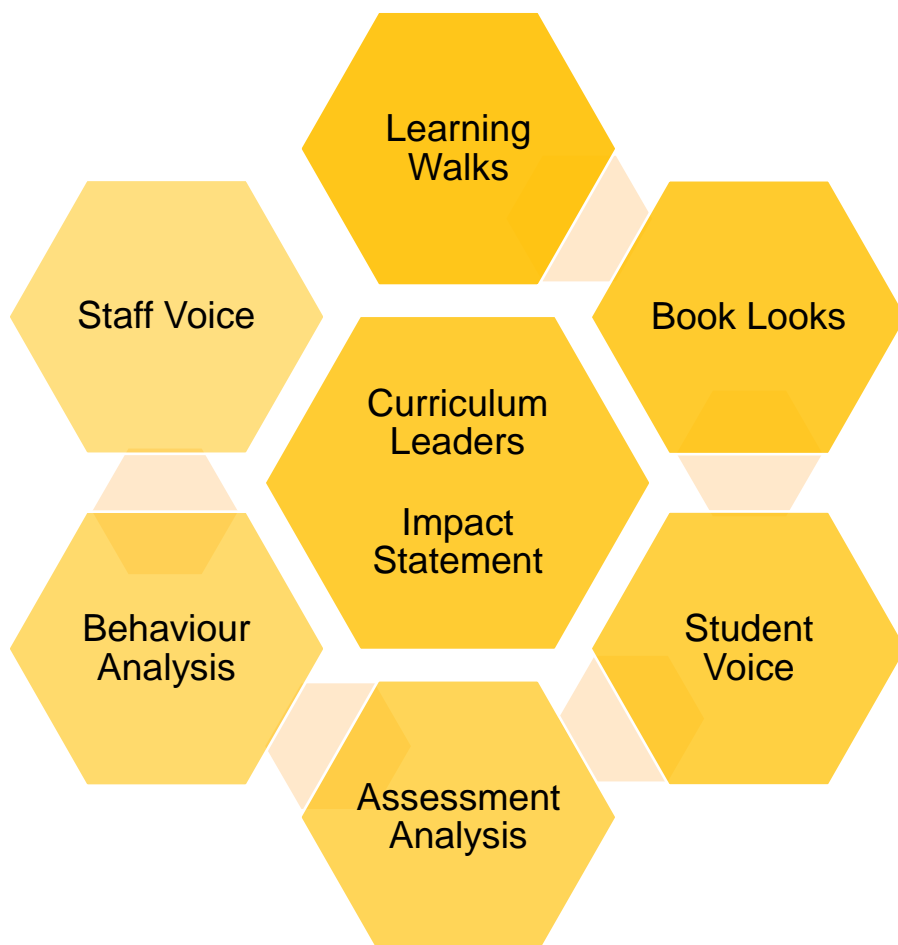 Learning
Walks
Staff Voice
Book Looks
Curriculum
Leaders
Impact
Statement
Behaviour
Analysis
Student
Voice
Assessment
Analysis